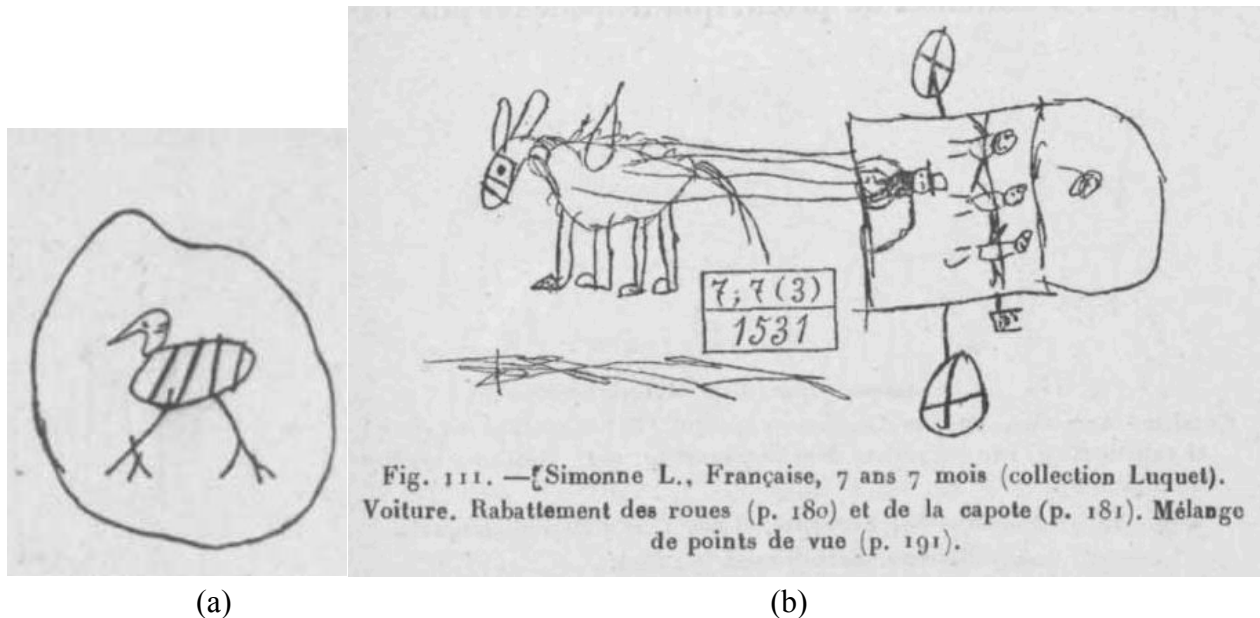 7; 7 (3)
1531
Fig. 111. — Simonne L., Française, 7 ans 7 mois (collection Luquet).
Voiture. Rabattement des roues (p. 180) et de la capote (p. 181). Mélange
de points de vue (p. 191).
(a)
(b)